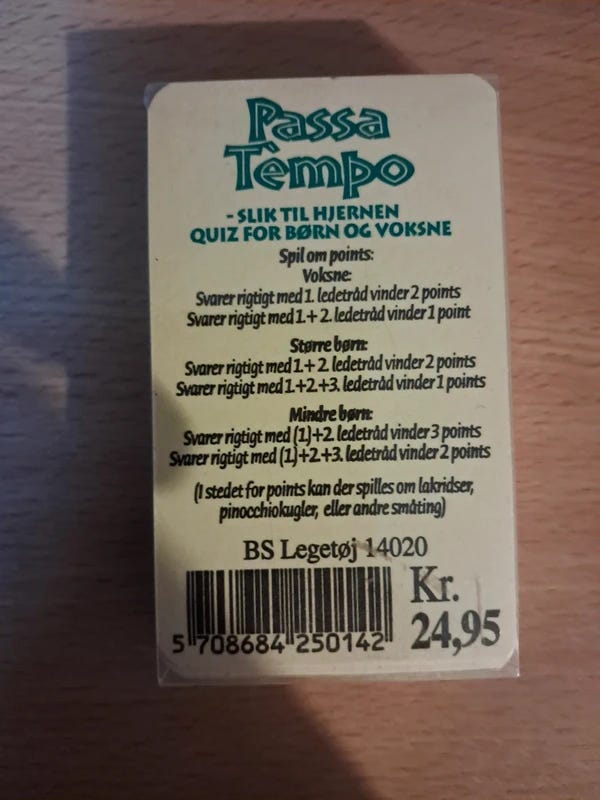 Passa
Tempo
- SLIK TIL HJERNEN
QUIZ FOR BØRN OG VOKSNE
Spil om points:
Voksne:
Svarer rigtigt med 1. ledetråd vinder 2 points
Svarer rigtigt med 1.+ 2. ledetråd vinder 1 point
Større børn:
Svarer rigtigt med 1.+ 2. ledetråd vinder 2 points
Svarer rigtigt med 1.+2.+3. ledetråd vinder 1 points
Mindre børn:
Svarer rigtigt med (1.)+2. ledetråd vinder 3 points
Svarer rigtigt med (1.)+2.+3. ledetråd vinder 2 points
(I stedet for points kan der spilles om lakridser,
pinocchiokugler, eller andre småting)
BS Legetøj 14020
Kr.
24,95
5 708684 250142